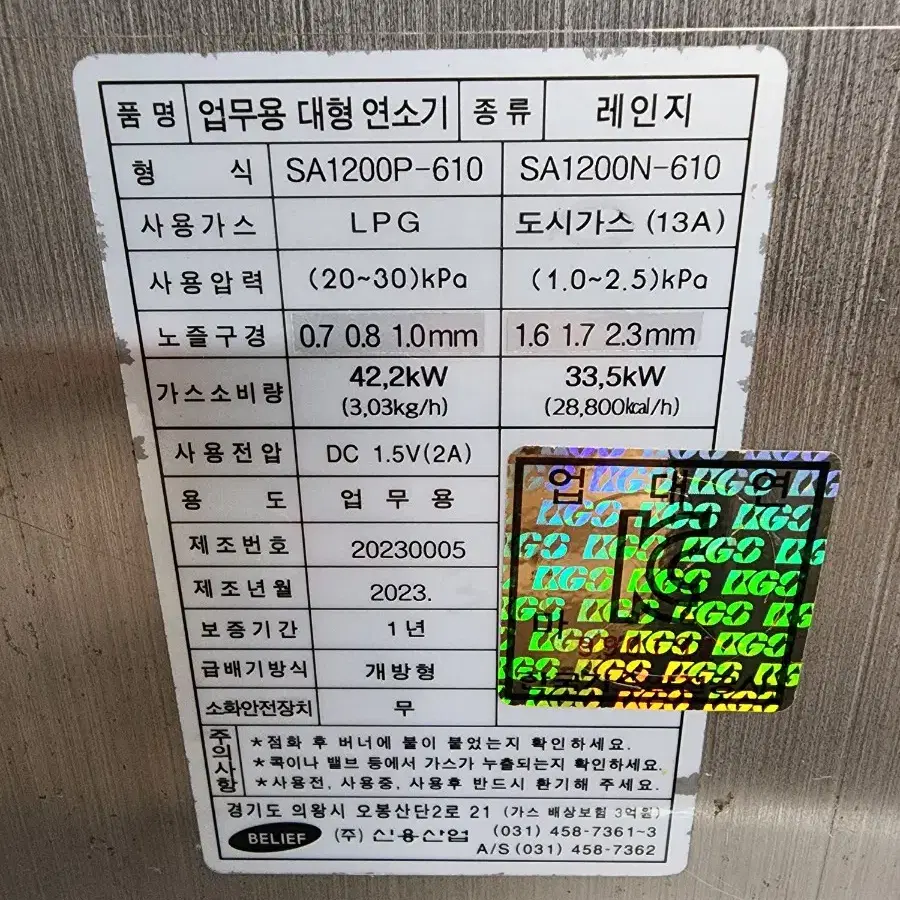 품 명 업무용 대형 연소기 종 류 레인지
형 식 SA1200P-610 SA1200N-610
사용가스 LPG 도시가스 (13A)
사용압력 (20~30)kPa (1.0~2.5)kPa
노즐구경 0.7 0.8 1.0mm 1.6 1.7 2.3mm
가스소비량 42,2kW 33,5kW
(3,03kg/h) (28,800kcal/h)
사용전압 DC 1.5V(2A)
용 도 업 무 용
제조번호 20230005
제조년월 2023.
보증기간 1년
급배기방식 개방형
소화안전장치 무
업 대 연
KGS
주의사항
*점화 후 버너에 불이 붙었는지 확인하세요.
*콕이나 밸브 등에서 가스가 누출되는지 확인하세요.
*사용전, 사용중, 사용후 반드시 환기해 주세요.
경기도 의왕시 오봉산단2로 21 (가스 배상보험 3억원)
BELIEF (주) 신용산업 (031) 458-7361~3
A/S (031) 458-7362